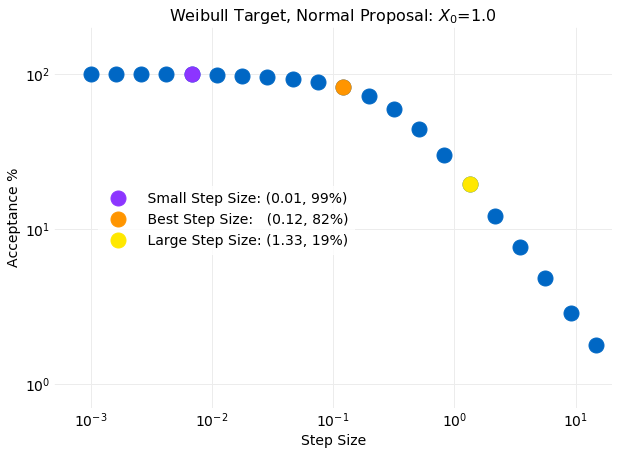 Weibull Target, Normal Proposal: $X_0$=1.0
Acceptance %
10²
10¹
10⁰
Small Step Size: (0.01, 99%)
Best Step Size:   (0.12, 82%)
Large Step Size: (1.33, 19%)
10⁻³ 10⁻² 10⁻¹ 10⁰ 10¹
Step Size